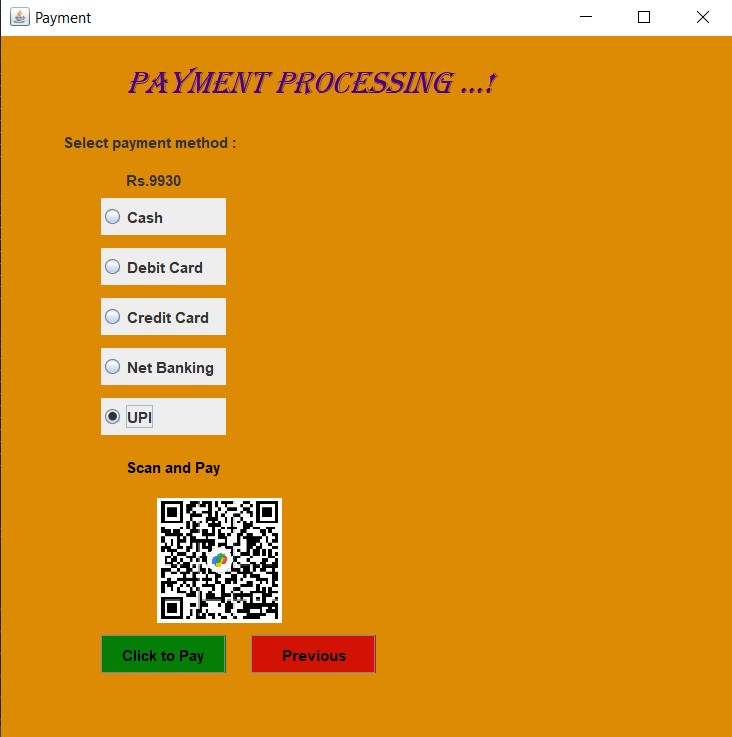 Payment
PAYMENT PROCESSING ...!
Select payment method :
Rs.9930
Cash
Debit Card
Credit Card
Net Banking
UPI
Scan and Pay
Click to Pay
Previous